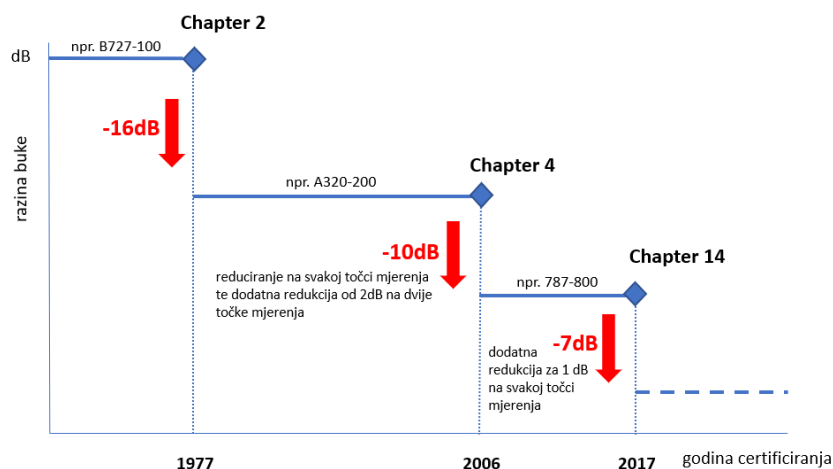 Chapter 2
npr. B727-100
dB
-16dB
razina buke
Chapter 4
npr. A320-200
-10dB
reduciranje na svakoj točci mjerenja
te dodatna redukcija od 2dB na dvije
točke mjerenja
Chapter 14
npr. 787-800
-7dB
dodatna
redukcija za 1 dB
na svakoj točci
mjerenja
1977
2006
2017
godina certificiranja